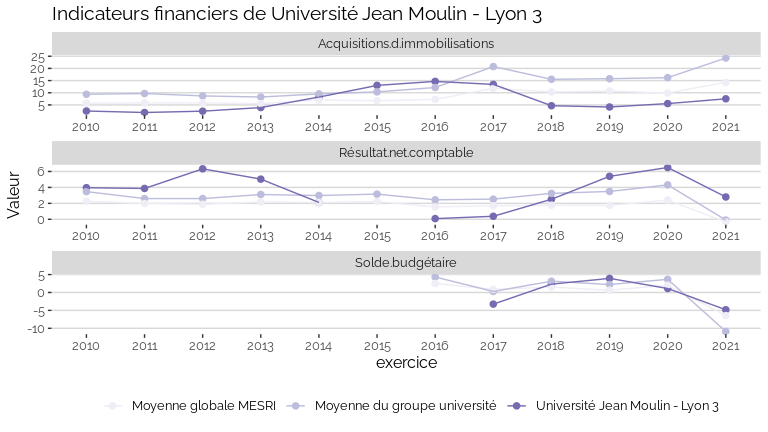 Indicateurs financiers de Université Jean Moulin - Lyon 3
Acquisitions.d.immobilisations
25
20
15
10
5
2010 2011 2012 2013 2014 2015 2016 2017 2018 2019 2020 2021
Résultat.net.comptable
6
4
2
0
2010 2011 2012 2013 2014 2015 2016 2017 2018 2019 2020 2021
Valeur
Solde.budgétaire
5
0
-5
-10
2010 2011 2012 2013 2014 2015 2016 2017 2018 2019 2020 2021
exercice
Moyenne globale MESRI Moyenne du groupe université Université Jean Moulin - Lyon 3